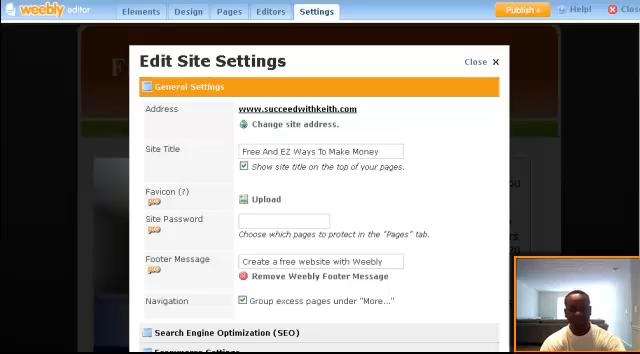 weebly editor
Elements Design Pages Editors Settings
Publish »
Help!
Close
Edit Site Settings
Close x
General Settings
Address
www.succeedwithkeith.com
Change site address.
Site Title
Free And EZ Ways To Make Money
Show site title on the top of your pages.
Favicon (?)
Upload
Site Password
Choose which pages to protect in the "Pages" tab.
Footer Message
Create a free website with Weebly
Remove Weebly Footer Message
Navigation
Group excess pages under "More..."
Search Engine Optimization (SEO)